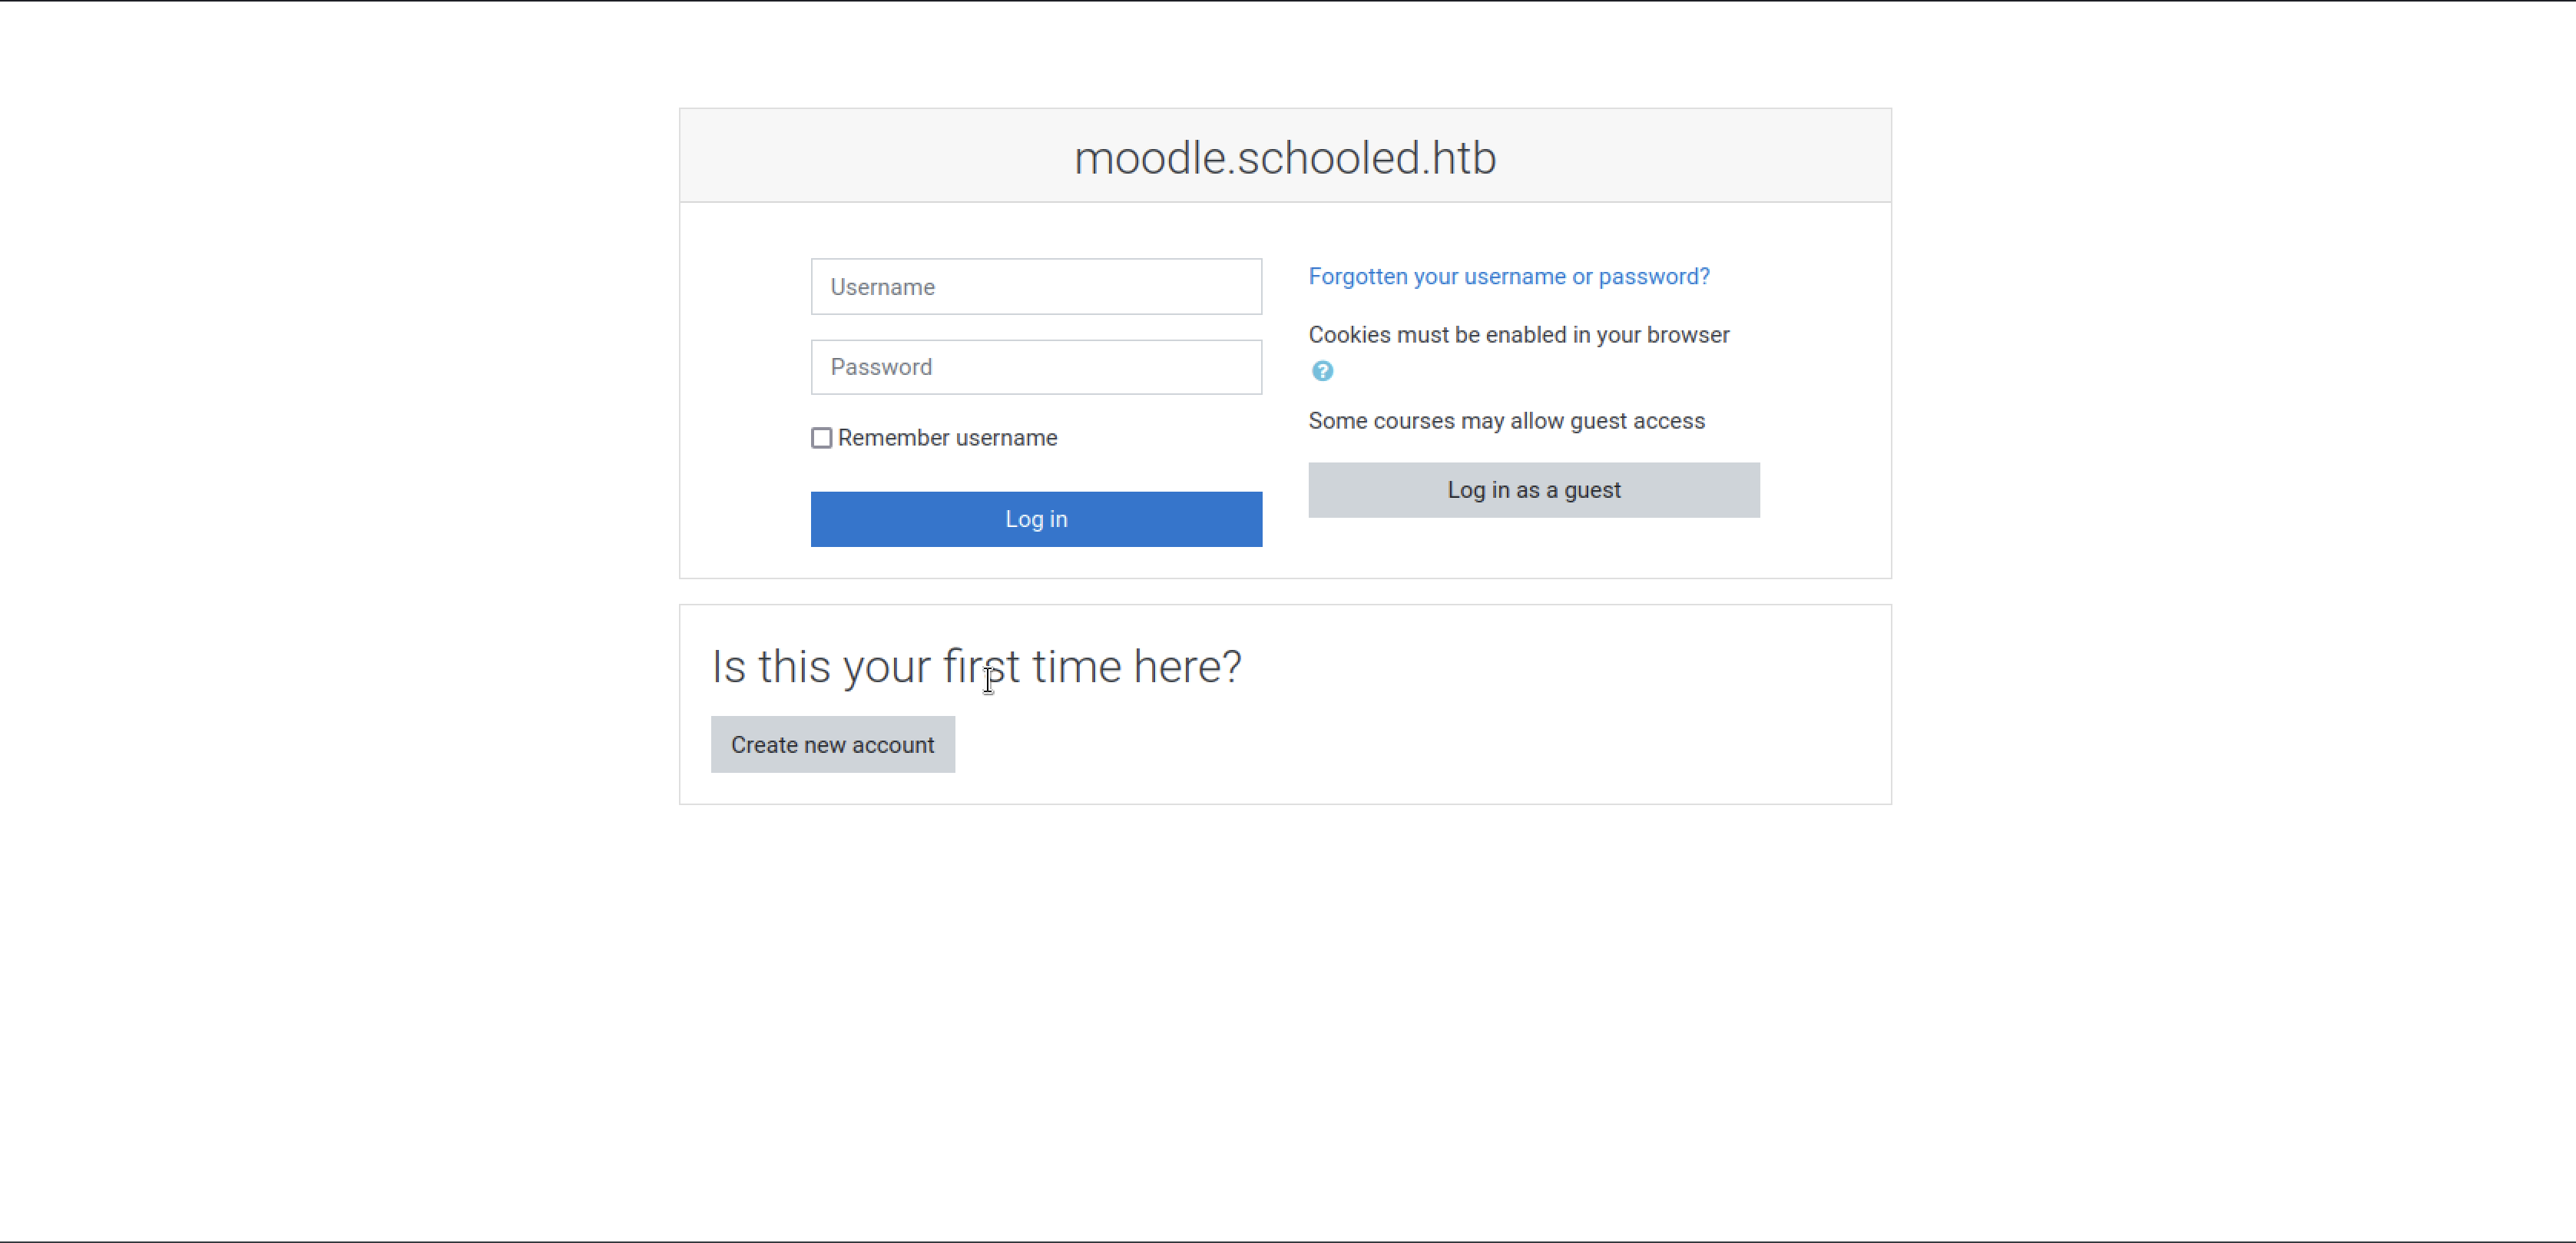 moodle.schooled.htb
Username
Password
Remember username
Log in
Forgotten your username or password?
Cookies must be enabled in your browser
?
Some courses may allow guest access
Log in as a guest
Is this your first time here?
Create new account